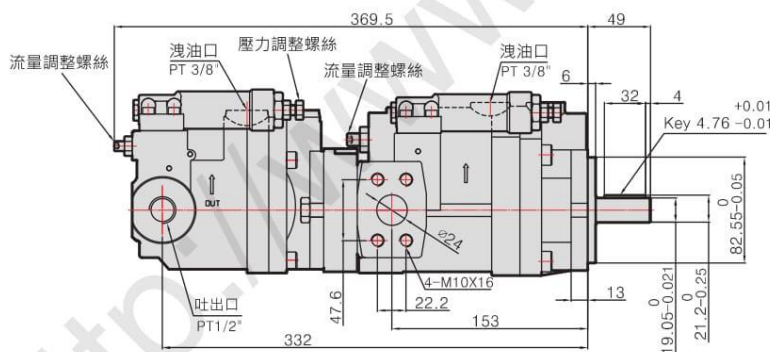 369.5
49
洩油口
PT 3/8"
壓力調整螺絲
流量調整螺絲
流量調整螺絲
洩油口
PT 3/8"
6
32
4
+0.01
Key 4.76 -0.01
OUT
ø24
0
82.55-0.05
4-M10X16
47.6
22.2
13
吐出口
PT1/2"
153
332
0
19.05-0.021
0
21.2-0.25